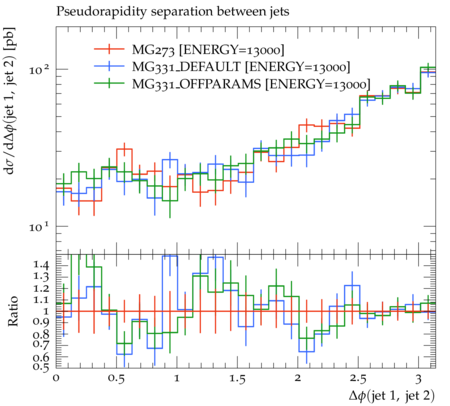 Pseudorapidity separation between jets
dσ/dΔϕ(jet 1, jet 2) [pb]
10²
10¹
MG273 [ENERGY=13000]
MG331_DEFAULT [ENERGY=13000]
MG331_OFFPARAMS [ENERGY=13000]
Ratio
1.4
1.3
1.2
1.1
1
0.9
0.8
0.7
0.6
0.5
0 0.5 1 1.5 2 2.5 3
Δϕ(jet 1, jet 2)